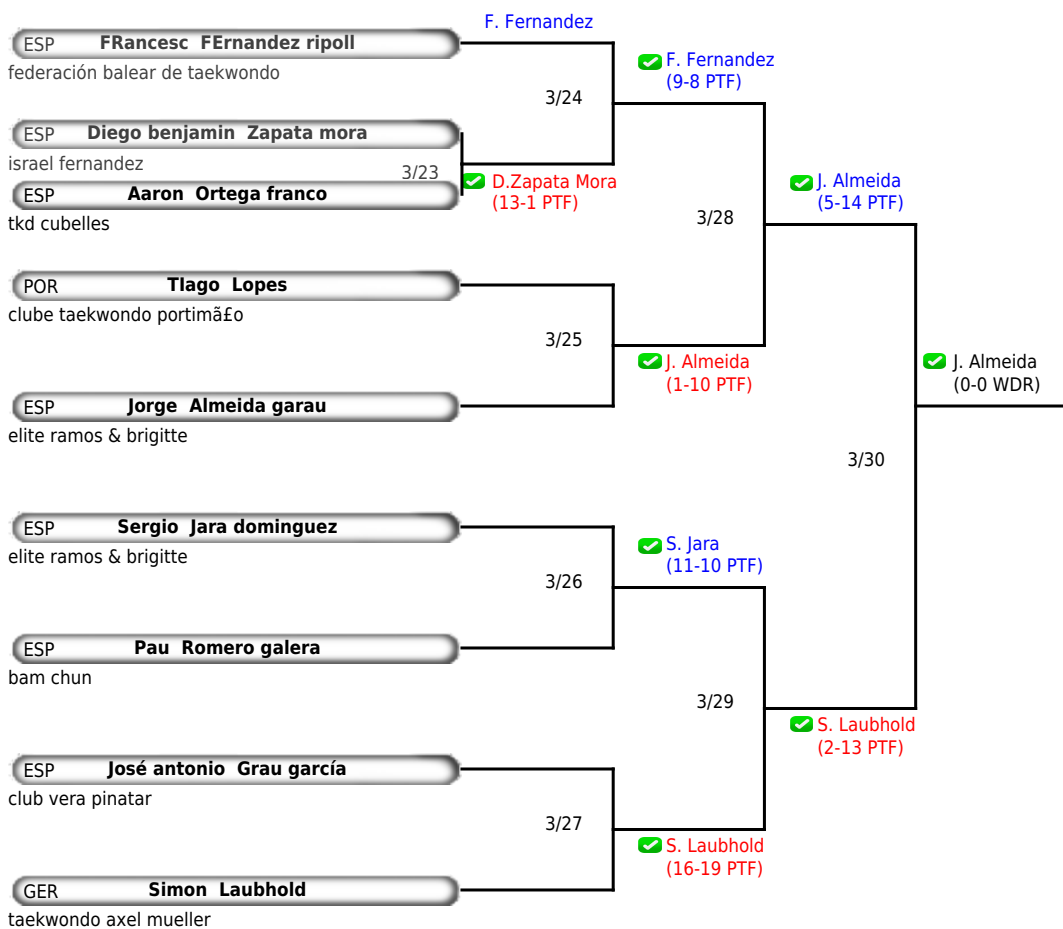 F. Fernandez
ESP FRancesc FErnandez ripoll
federación balear de taekwondo
F. Fernandez
(9-8 PTF)
3/24
ESP Diego benjamin Zapata mora
israel fernandez
3/23
D.Zapata Mora
(13-1 PTF)
ESP Aaron Ortega franco
tkd cubelles
J. Almeida
(5-14 PTF)
3/28
POR TIago Lopes
clube taekwondo portimã£o
3/25
J. Almeida
(1-10 PTF)
J. Almeida
(0-0 WDR)
ESP Jorge Almeida garau
elite ramos & brigitte
3/30
ESP Sergio Jara dominguez
elite ramos & brigitte
S. Jara
(11-10 PTF)
3/26
ESP Pau Romero galera
bam chun
3/29
S. Laubhold
(2-13 PTF)
ESP José antonio Grau garcía
club vera pinatar
3/27
S. Laubhold
(16-19 PTF)
GER Simon Laubhold
taekwondo axel mueller